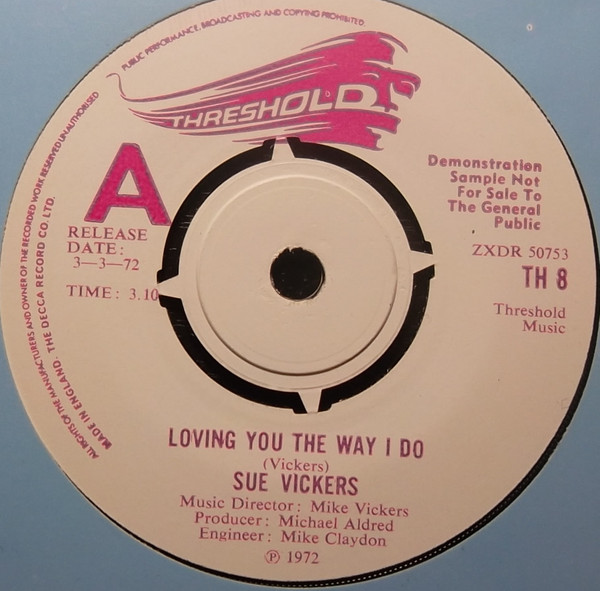 PUBLIC PERFORMANCE, BROADCASTING AND COPYING PROHIBITED
ALL RIGHTS OF THE MANUFACTURERS AND OWNER OF THE RECORDED WORK RESERVED UNAUTHORISED
MADE IN ENGLAND. THE DECCA RECORD CO. LTD.
THRESHOLD
A
RELEASE
DATE:
3—3—72
TIME: 3.10
Demonstration
Sample Not
For Sale To
The General
Public
ZXDR 50753
TH 8
Threshold
Music
LOVING YOU THE WAY I DO
(Vickers)
SUE VICKERS
Music Director: Mike Vickers
Producer: Michael Aldred
Engineer: Mike Claydon
℗ 1972